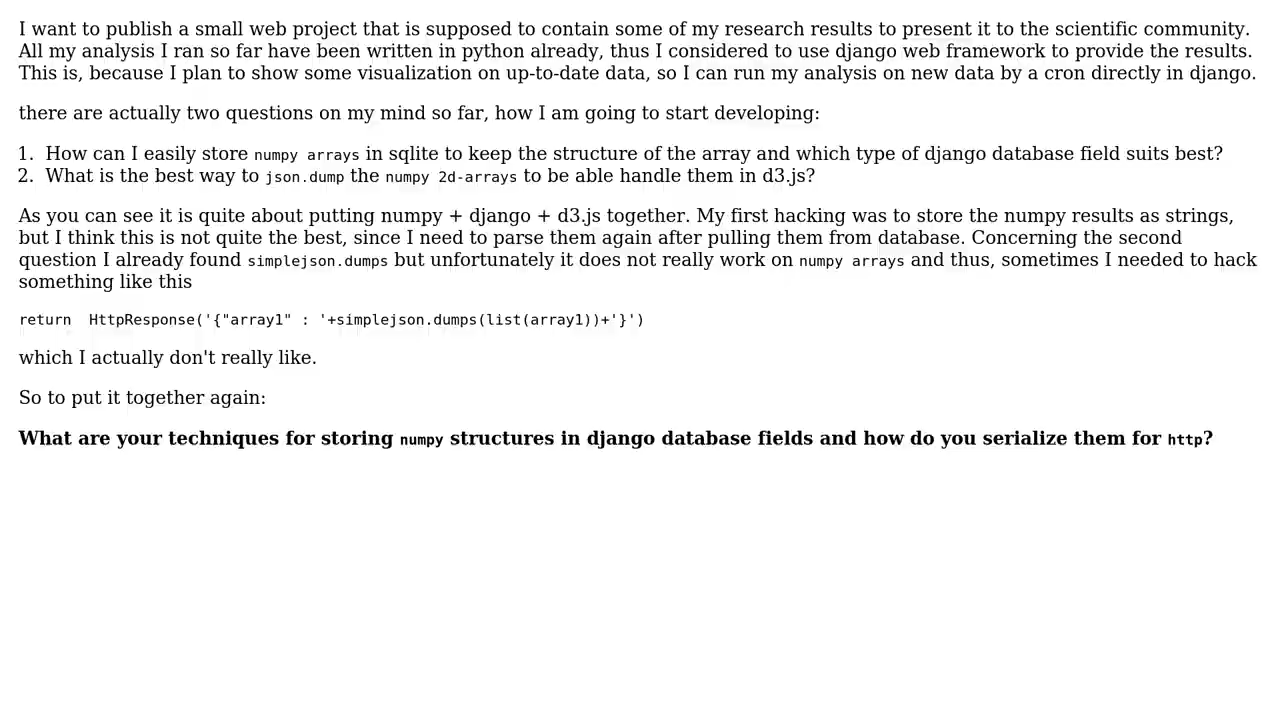 I want to publish a small web project that is supposed to contain some of my research results to present it to the scientific community.
All my analysis I ran so far have been written in python already, thus I considered to use django web framework to provide the results.
This is, because I plan to show some visualization on up-to-date data, so I can run my analysis on new data by a cron directly in django.
there are actually two questions on my mind so far, how I am going to start developing:
1. How can I easily store numpy arrays in sqlite to keep the structure of the array and which type of django database field suits best?
2. What is the best way to json.dump the numpy 2d-arrays to be able handle them in d3.js?
As you can see it is quite about putting numpy + django + d3.js together. My first hacking was to store the numpy results as strings,
but I think this is not quite the best, since I need to parse them again after pulling them from database. Concerning the second
question I already found simplejson.dumps but unfortunately it does not really work on numpy arrays and thus, sometimes I needed to hack
something like this
return  HttpResponse('{"array1" : '+simplejson.dumps(list(array1))+'}')
which I actually don't really like.
So to put it together again:
What are your techniques for storing numpy structures in django database fields and how do you serialize them for http?